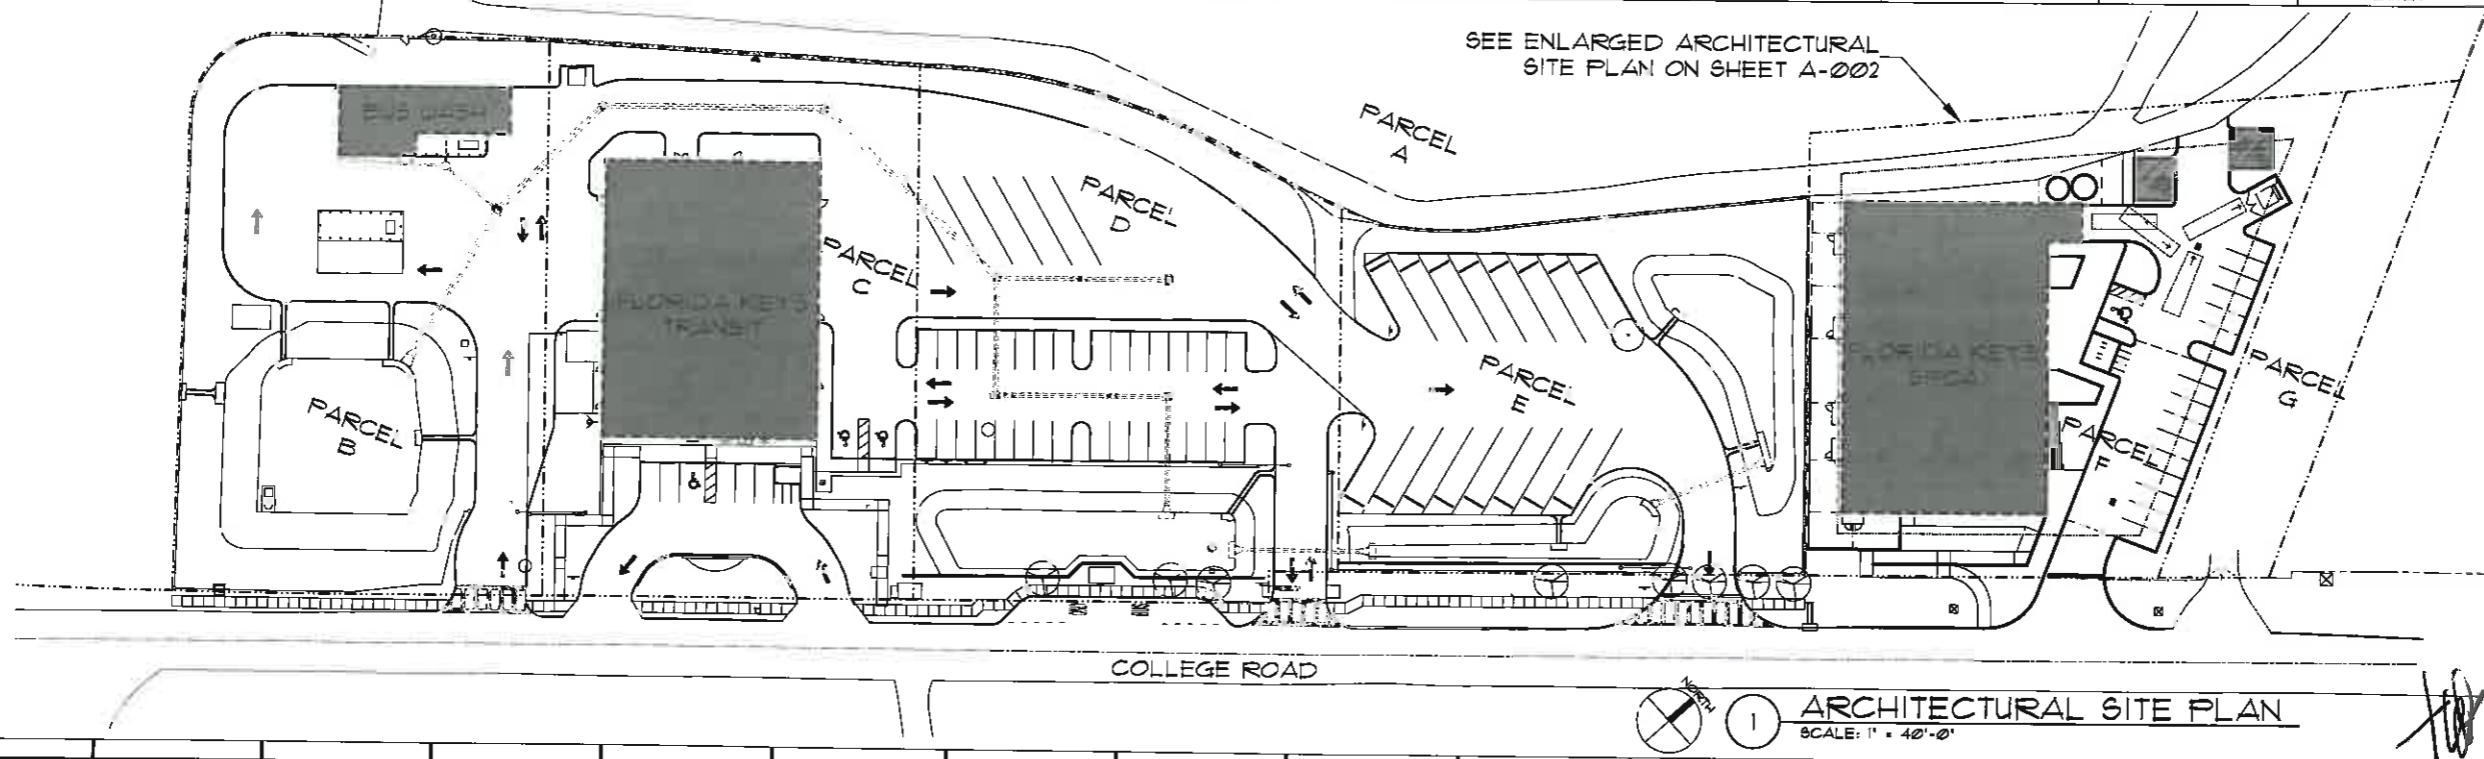 SEE ENLARGED ARCHITECTURAL
SITE PLAN ON SHEET A-002
PARCEL
A
BUS WASH
PARCEL
D
PARCEL
C
FLORIDA KEYS
TRANSIT
PARCEL
E
FLORIDA KEYS
PARCEL
G
PARCEL
B
PARCEL
F
COLLEGE ROAD
NORTH
1
ARCHITECTURAL SITE PLAN
SCALE: 1" = 40'-0"